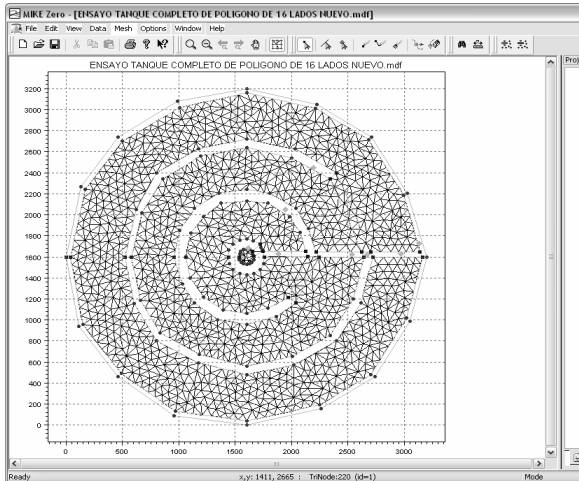 MIKE Zero - [ENSAYO TANQUE COMPLETO DE POLIGONO DE 16 LADOS NUEVO.mdf]
File Edit View Data Mesh Options Window Help
ENSAYO TANQUE COMPLETO DE POLIGONO DE 16 LADOS NUEVO.mdf
Proj
3200
3000
2800
2600
2400
2200
2000
1800
1600
1400
1200
1000
800
600
400
200
0
0 500 1000 1500 2000 2500 3000
Ready x,y: 1411, 2665 : TriNode:220 (id=1) Mode